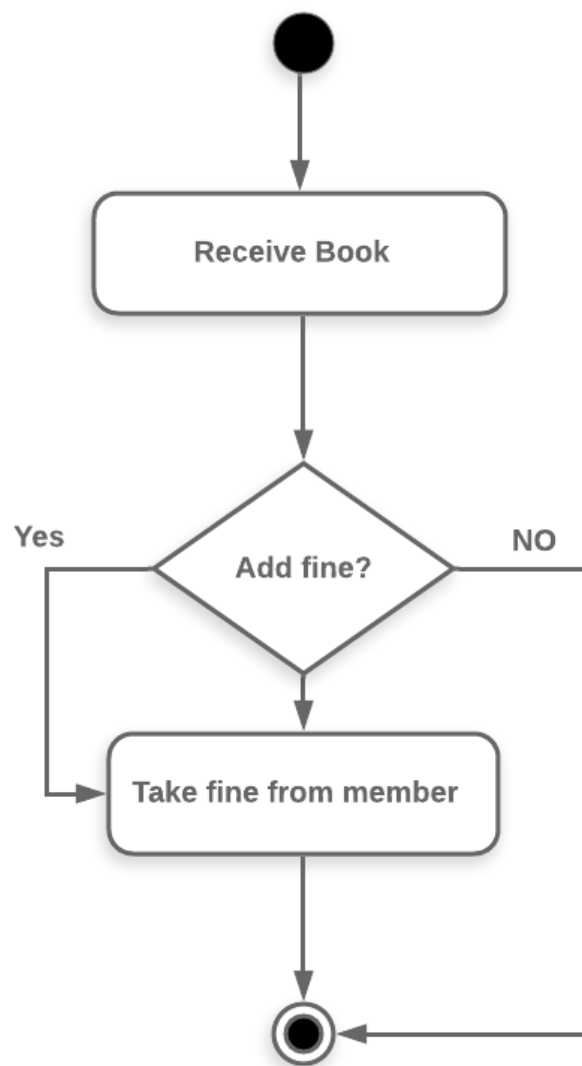 Receive Book
Yes
NO
Add fine?
Take fine from member